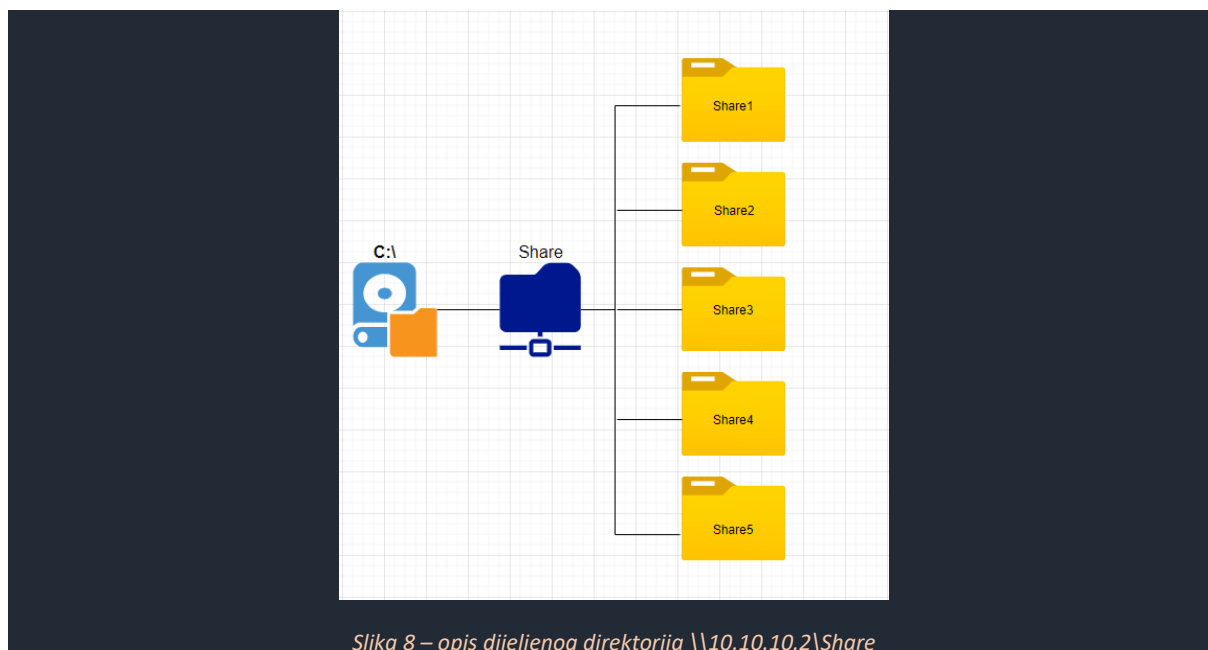 C:\
Share
Share1
Share2
Share3
Share4
Share5
Slika 8 – opis dijeljenog direktorija \\10.10.10.2\Share